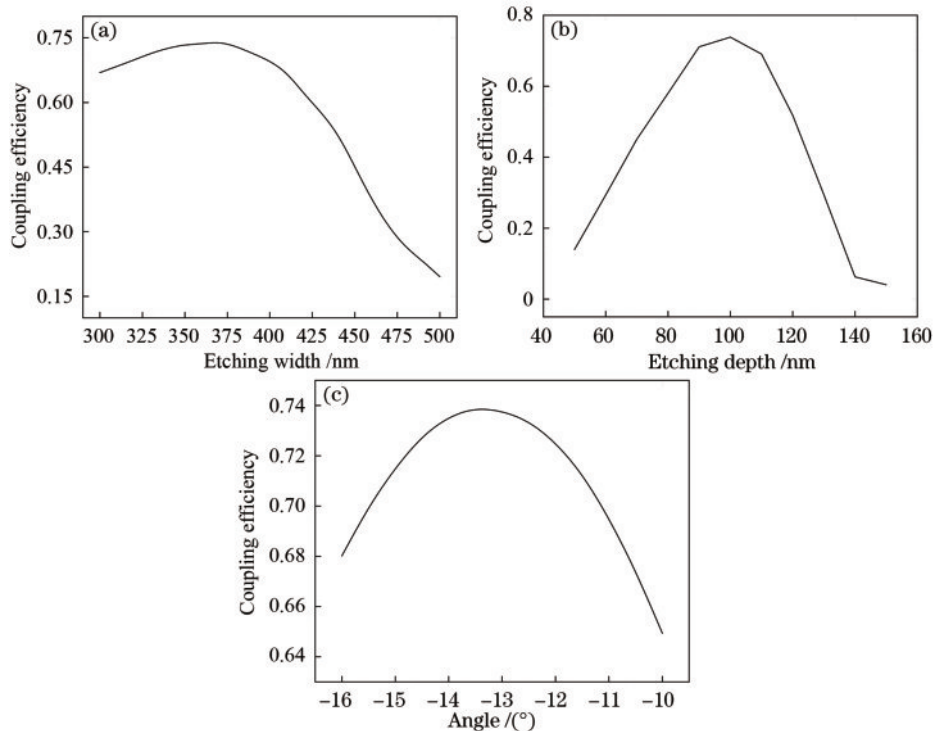 (a)
Coupling efficiency
0.75
0.60
0.45
0.30
0.15
300 325 350 375 400 425 450 475 500
Etching width /nm
(b)
Coupling efficiency
0.8
0.6
0.4
0.2
0
40 60 80 100 120 140 160
Etching depth /nm
(c)
Coupling efficiency
0.74
0.72
0.70
0.68
0.66
0.64
−16 −15 −14 −13 −12 −11 −10
Angle /(°)